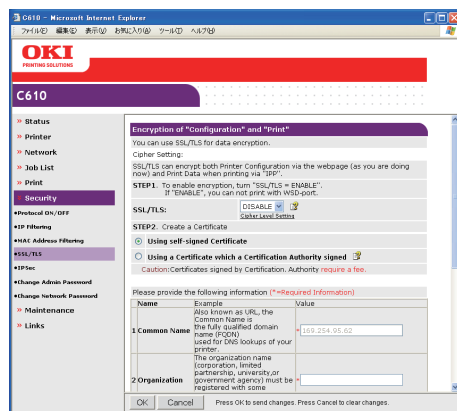 C610 - Microsoft Internet Explorer
ファイル(F) 編集(E) 表示(V) お気に入り(A) ツール(T) ヘルプ(H)
OKI
PRINTING SOLUTIONS
C610
» Status
» Printer
» Network
» Job List
» Print
» Security
•Protocol ON/OFF
•IP Filtering
•MAC Address Filtering
•SSL/TLS
•IPSec
•Change Admin Password
•Change Network Password
» Maintenance
» Links
Encryption of "Configuration" and "Print"
You can use SSL/TLS for data encryption.
Cipher Setting:
SSL/TLS can encrypt both Printer Configuration via the webpage (as you are doing
now) and Print Data when printing via "IPP".
STEP1. To enable encryption, turn "SSL/TLS = ENABLE".
If "ENABLE", you can not print with WSD-port.
SSL/TLS: DISABLE
Cipher Level Setting
STEP2. Create a Certificate
Using self-signed Certificate
Using a Certificate which a Certification Authority signed
Caution:Certificates signed by Certification. Authority require a fee.
Please provide the following information (*=Required Information)
Name Example Value
1 Common Name
Also known as URL, the
Common Name is
the fully qualified domain
name (FQDN)
used for DNS lookups of your
printer.
* 169.254.95.62
2 Organization
The organization name
(corporation, limited
partnership, university,or
government agency) must be
registered with some
*
OK Cancel Press OK to send changes. Press Cancel to clear changes.